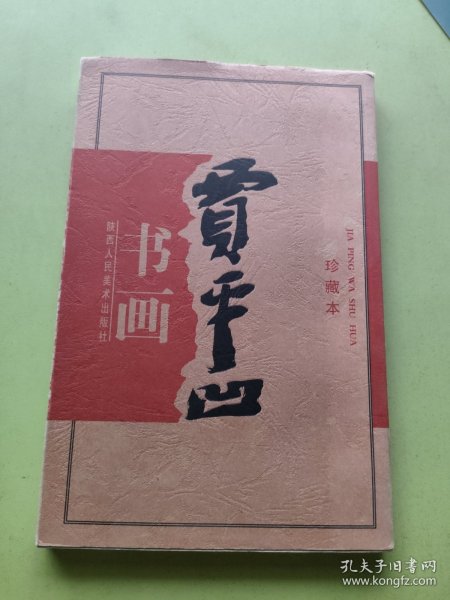 贾平凹
书画
陕西人民美术出版社
JIA PING WA SHU HUA
珍藏本
孔夫子旧书网
www.kongfz.com